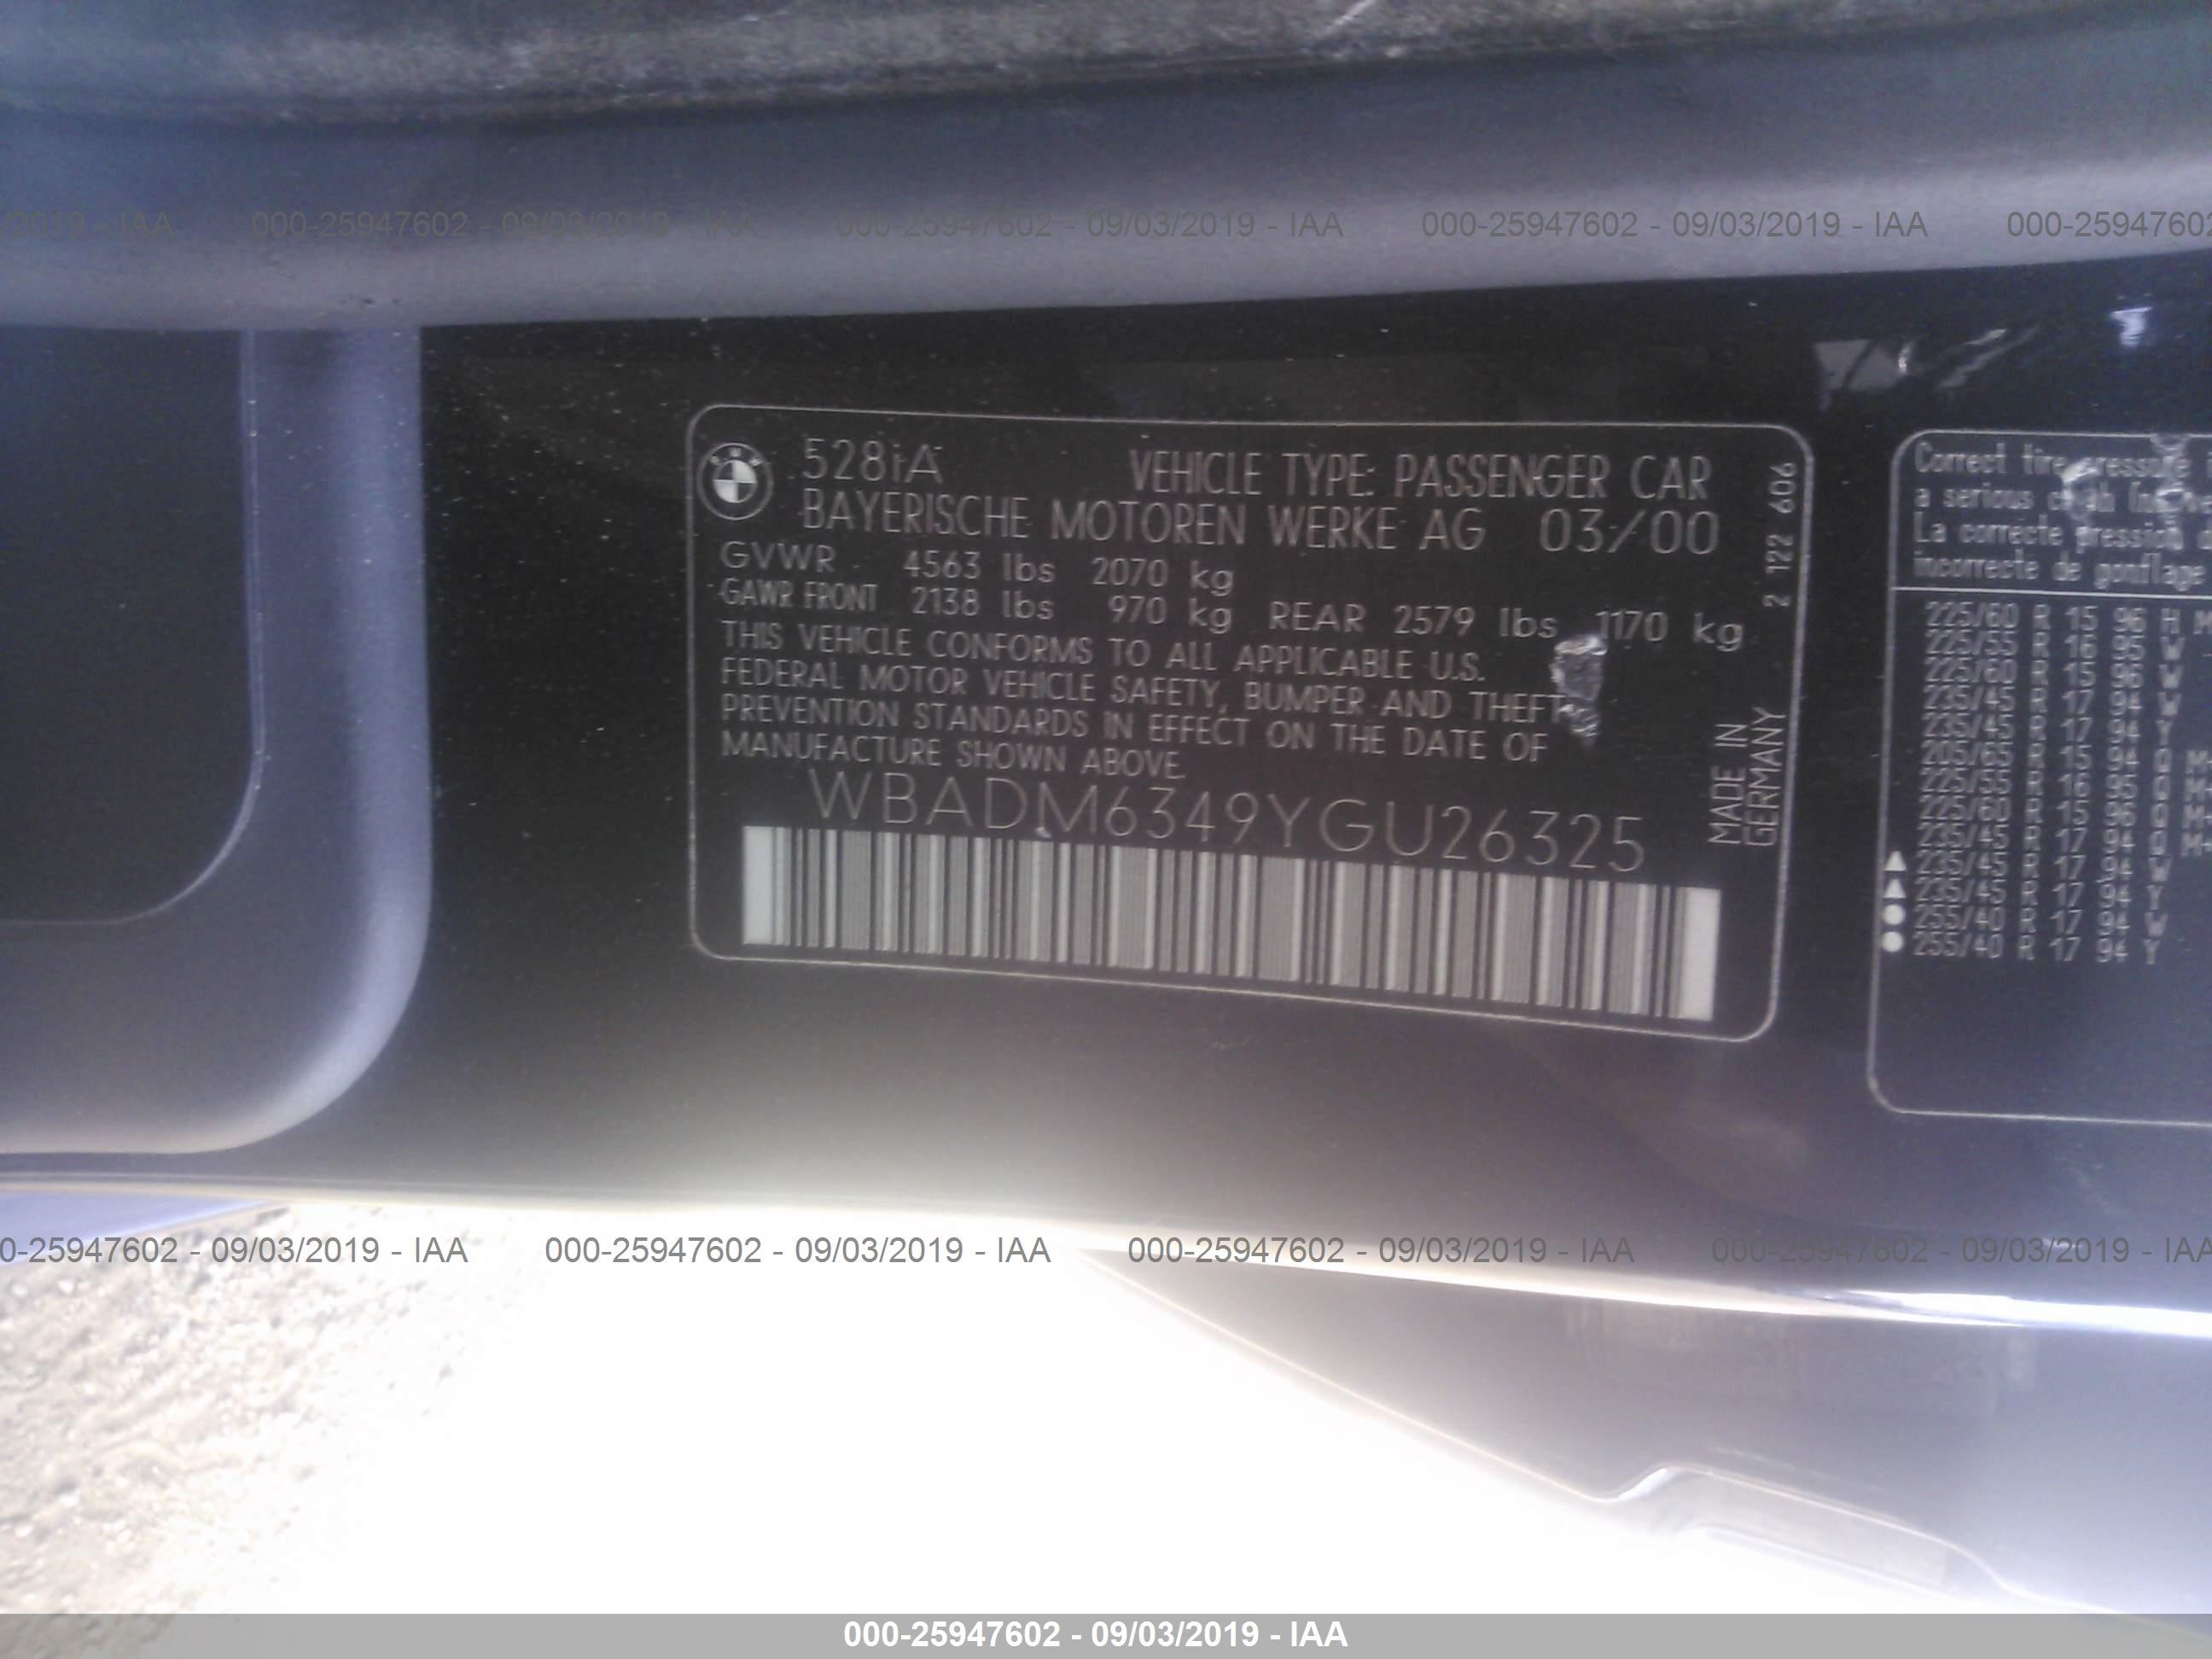 /2019 - IAA 000-25947602 - 09/03/2019 - IAA 000-25947602 - 09/03/2019 - IAA 000-25947602 - 09/03/2019 - IAA 000-25947602
528iA VEHICLE TYPE: PASSENGER CAR
BAYERISCHE MOTOREN WERKE AG 03/00
GVWR 4563 lbs 2070 kg
GAWR FRONT 2138 lbs 970 kg REAR 2579 lbs 1170 kg
THIS VEHICLE CONFORMS TO ALL APPLICABLE U.S.
FEDERAL MOTOR VEHICLE SAFETY, BUMPER AND THEFT
PREVENTION STANDARDS IN EFFECT ON THE DATE OF
MANUFACTURE SHOWN ABOVE.
WBADM6349YGU26325
2 122 606
MADE IN
GERMANY
Correct tire pressure
a serious
La correcte pression
incorrecte de gonflage
225/60 R 15 96 H M
225/55 R 16 95 W
225/60 R 15 96 W
235/45 R 17 94 W
235/45 R 17 94 Y
205/65 R 15 94 Q M+
225/55 R 16 95 Q M+
225/60 R 15 96 Q M+
235/45 R 17 94 Q M+
▲ 235/45 R 17 94 W
▲ 235/45 R 17 94 Y
● 255/40 R 17 94 W
● 255/40 R 17 94 Y
0-25947602 - 09/03/2019 - IAA 000-25947602 - 09/03/2019 - IAA 000-25947602 - 09/03/2019 - IAA 000-25947602 - 09/03/2019 - IAA
000-25947602 - 09/03/2019 - IAA